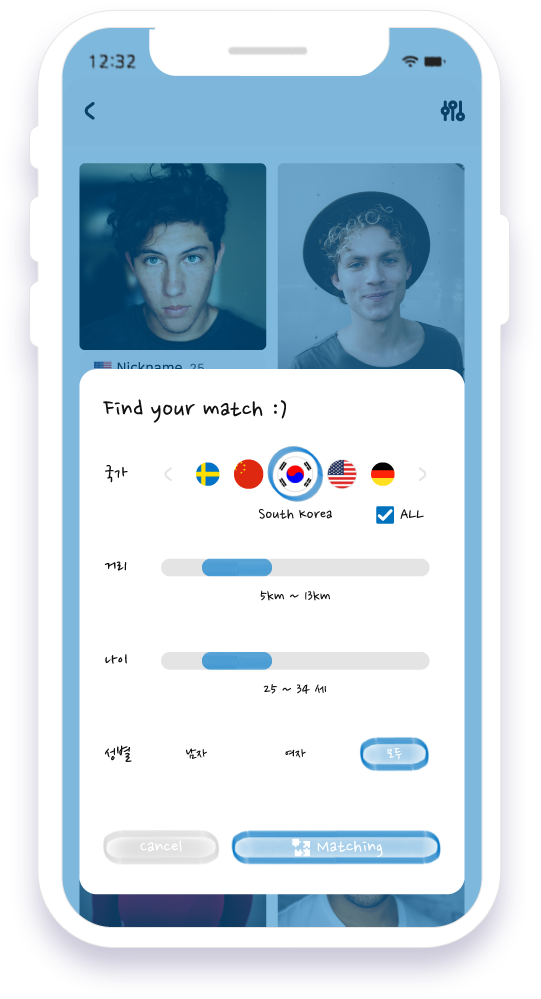 12:32
Nickname 25
Find your match :)
국가
South Korea
ALL
거리
5km ~ 13km
나이
25 ~ 34 세
성별 남자 여자 모두
Cancel Matching